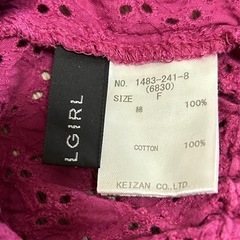 LGIRL
NO. 1483-241-8
(6830)
SIZE F
綿 100%
COTTON 100%
KEIZAN CO.,LTD